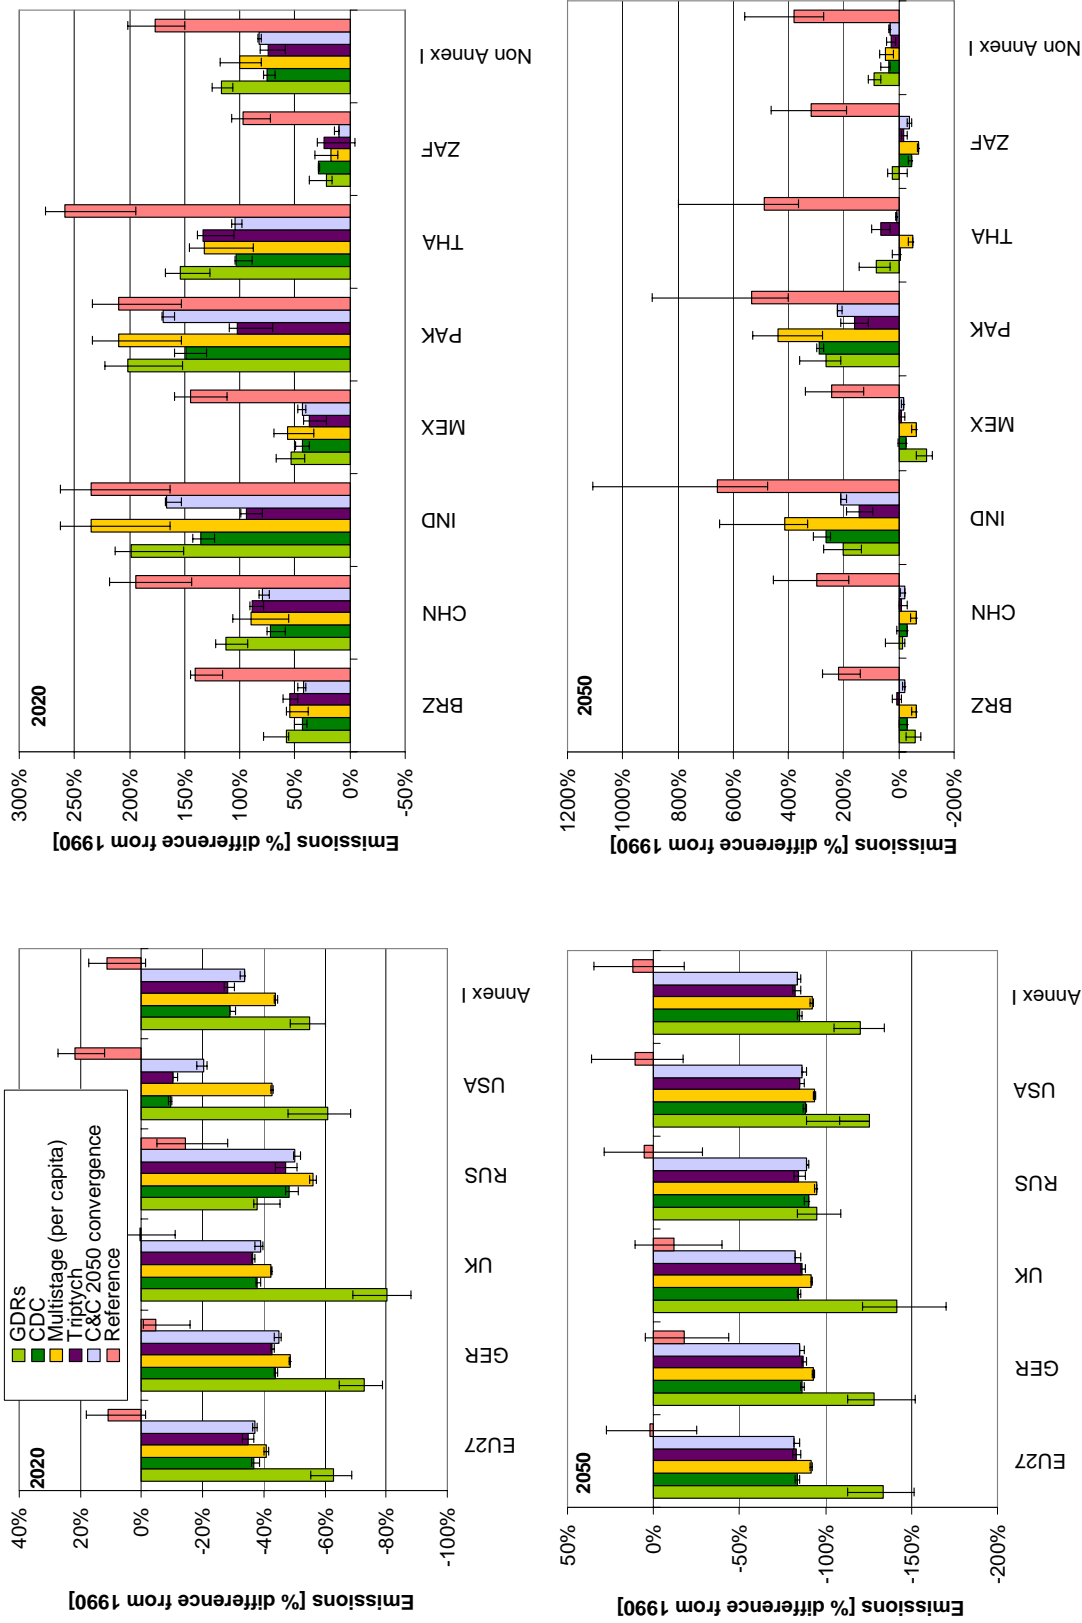 2020
300%
250%
200%
150%
100%
50%
0%
-50%
Emissions [% difference from 1990]
BRZ
CHN
IND
MEX
PAK
THA
ZAF
Non Annex I
2050
1200%
1000%
800%
600%
400%
200%
0%
-200%
Emissions [% difference from 1990]
BRZ
CHN
IND
MEX
PAK
THA
ZAF
Non Annex I
GDRs
CDC
Multistage (per capita)
Triptych
C&C 2050 convergence
Reference
2020
40%
20%
0%
-20%
-40%
-60%
-80%
-100%
Emissions [% difference from 1990]
EU27
GER
UK
RUS
USA
Annex I
2050
50%
0%
-50%
-100%
-150%
-200%
Emissions [% difference from 1990]
EU27
GER
UK
RUS
USA
Annex I